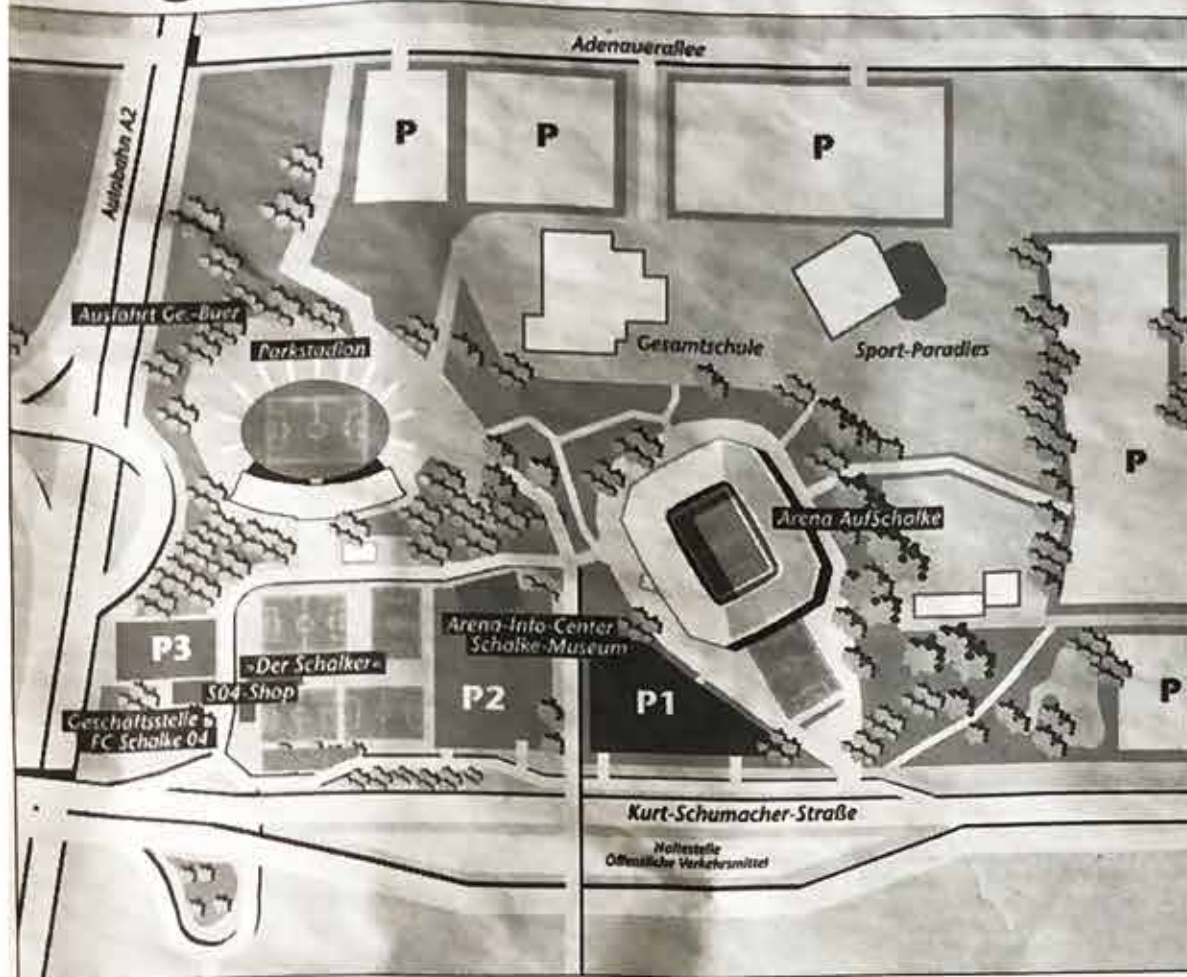 Adenauerallee
Autobahn A2
P
P
P
Ausfahrt Ge.-Buer
Parkstadion
Gesamtschule
Sport-Paradies
P
Arena AufSchalke
Arena-Info-Center
Schalke-Museum
P3
»Der Schalker«
S04-Shop
Geschäftsstelle
FC Schalke 04
P2
P1
P
Kurt-Schumacher-Straße
Haltestelle
Öffentliche Verkehrsmittel